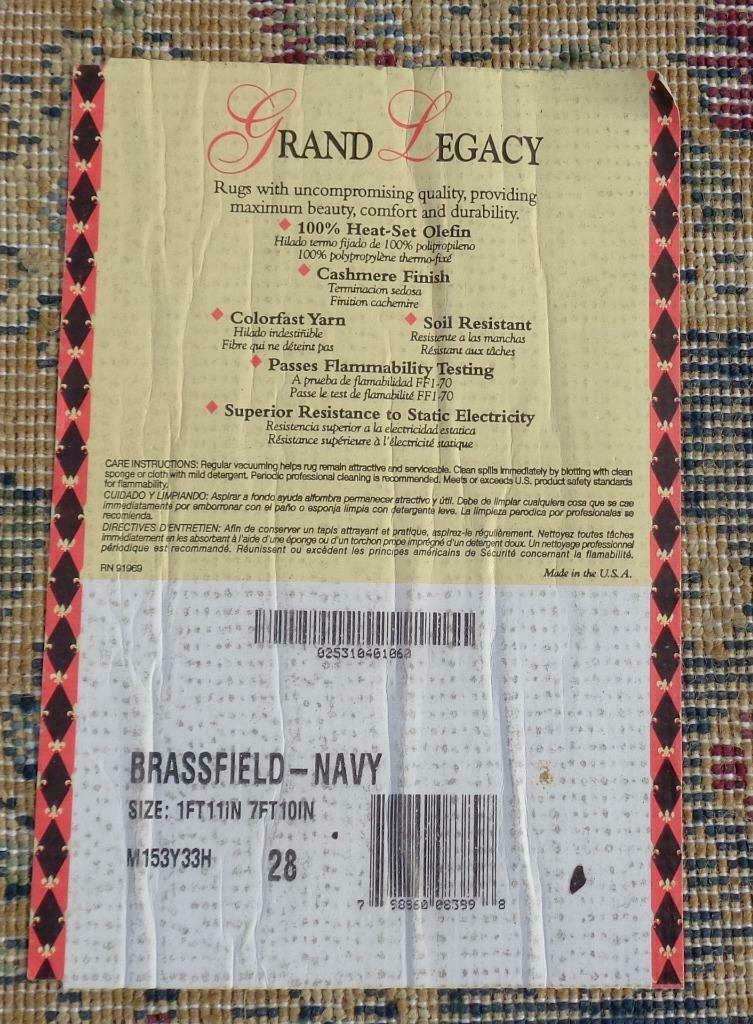 GRAND LEGACY
Rugs with uncompromising quality, providing
maximum beauty, comfort and durability.
100% Heat-Set Olefin
Hilado termo fijado de 100% polipropileno
100% polypropylène thermo-fixé
Cashmere Finish
Terminacion sedosa
Finition cachemire
Colorfast Yarn
Hilado indestiñible
Fibre qui ne déteint pas
Soil Resistant
Resistente a las manchas
Résistant aux tâches
Passes Flammability Testing
A prueba de flamabilidad FF1-70
Passe le test de flamabilité FF1-70
Superior Resistance to Static Electricity
Resistencia superior a la electricidad estatica
Résistance supérieure à l'électricité statique
CARE INSTRUCTIONS: Regular vacuuming helps rug remain attractive and serviceable. Clean spills immediately by blotting with clean
sponge or cloth with mild detergent. Periodic professional cleaning is recommended. Meets or exceeds U.S. product safety standards
for flammability.
CUIDADO Y LIMPIANDO: Aspirar a fondo ayuda alfombra permanecer atractivo y útil. Debe de limpiar cualquiera cosa que se cae
immediatamente por emborronar con el paño o esponja limpia con detergente leve. La limpieza perodica por profesionales se
recomienda.
DIRECTIVES D'ENTRETIEN: Afin de conserver un tapis attrayant et pratique, aspirez-le régulièrement. Nettoyez toutes tâches
immédiatement en les absorbant à l'aide d'une éponge ou d'un torchon propre imprégné d'un détergent doux. Un nettoyage professionnel
périodique est recommandé. Réunissent ou excèdent les principes américains de Sécurité concernant la flamabilité.
RN 91969
Made in the U.S.A.
025310401060
BRASSFIELD-NAVY
SIZE: 1FT11IN 7FT10IN
M153Y33H 28
7 98860 08399 8